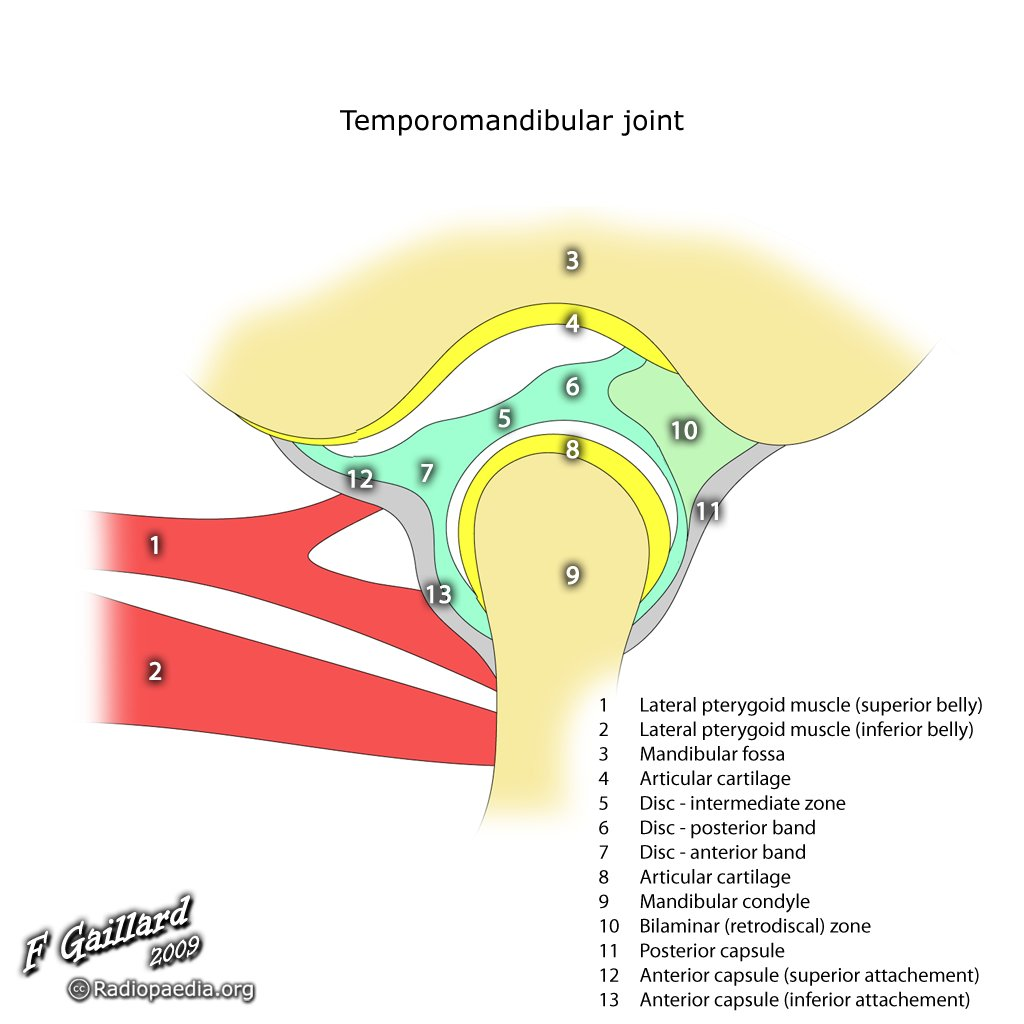 Temporomandibular joint
3
4
6
5
10
8
7
12
11
1
9
13
2
1 Lateral pterygoid muscle (superior belly)
2 Lateral pterygoid muscle (inferior belly)
3 Mandibular fossa
4 Articular cartilage
5 Disc - intermediate zone
6 Disc - posterior band
7 Disc - anterior band
8 Articular cartilage
9 Mandibular condyle
10 Bilaminar (retrodiscal) zone
11 Posterior capsule
12 Anterior capsule (superior attachement)
13 Anterior capsule (inferior attachement)
F Gaillard
2009
cc Radiopaedia.org